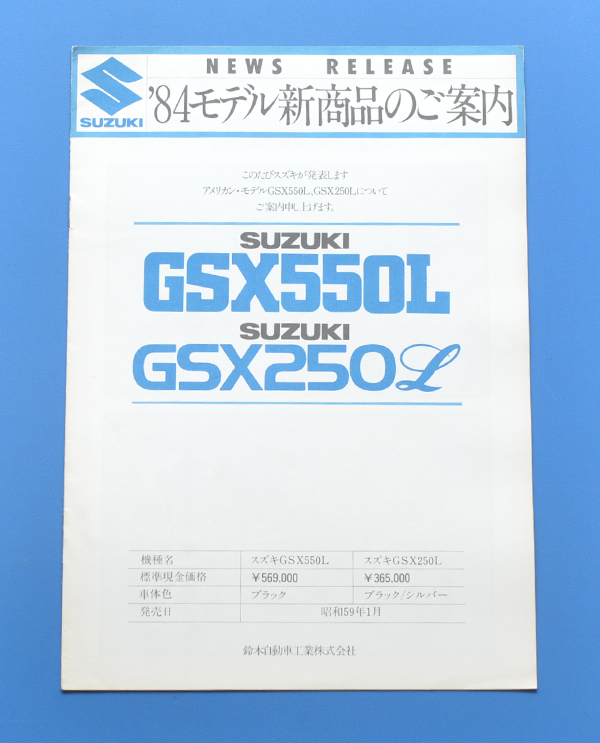 NEWS RELEASE
SUZUKI
'84モデル新商品のご案内
このたびスズキが発表します
アメリカン・モデルGSX550L、GSX250Lについて
ご案内申し上げます。
SUZUKI
GSX550L
SUZUKI
GSX250L
機種名 スズキGSX550L スズキGSX250L
標準現金価格 ￥569,000 ￥365,000
車体色 ブラック ブラック/シルバー
発売日 昭和59年1月
鈴木自動車工業株式会社